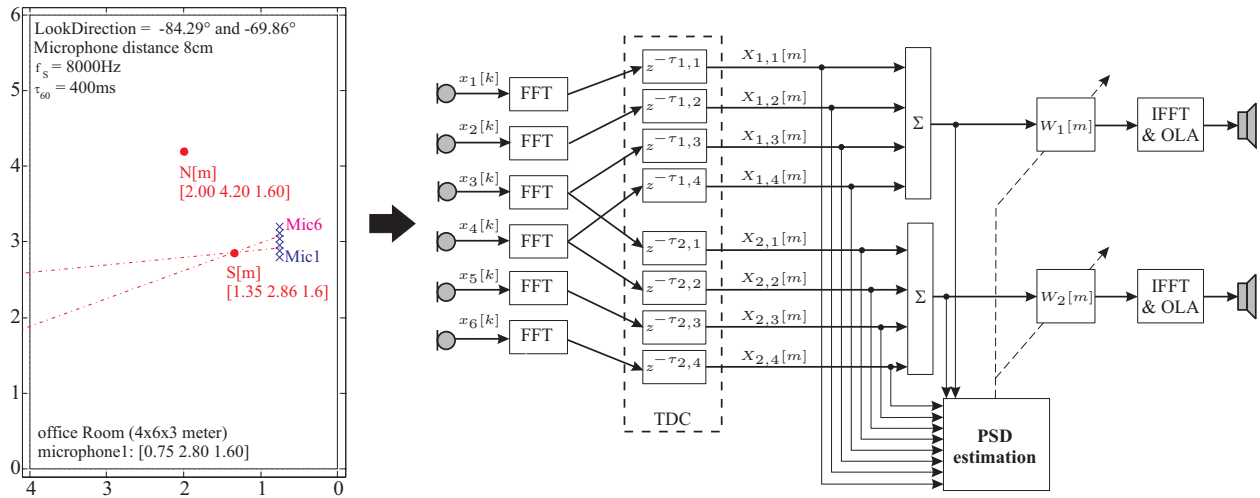 LookDirection = -84.29° and -69.86°
Microphone distance 8cm
f_S = 8000Hz
τ_60 = 400ms
N[m]
[2.00 4.20 1.60]
Mic6
Mic1
S[m]
[1.35 2.86 1.6]
office Room (4x6x3 meter)
microphone1: [0.75 2.80 1.60]
6
5
4
3
2
1
0
4
3
2
1
0
x_1[k]
x_2[k]
x_3[k]
x_4[k]
x_5[k]
x_6[k]
FFT
FFT
FFT
FFT
FFT
FFT
z^{-τ_{1,1}}
z^{-τ_{1,2}}
z^{-τ_{1,3}}
z^{-τ_{1,4}}
z^{-τ_{2,1}}
z^{-τ_{2,2}}
z^{-τ_{2,3}}
z^{-τ_{2,4}}
TDC
X_{1,1}[m]
X_{1,2}[m]
X_{1,3}[m]
X_{1,4}[m]
X_{2,1}[m]
X_{2,2}[m]
X_{2,3}[m]
X_{2,4}[m]
Σ
Σ
W_1[m]
IFFT
& OLA
W_2[m]
IFFT
& OLA
PSD
estimation